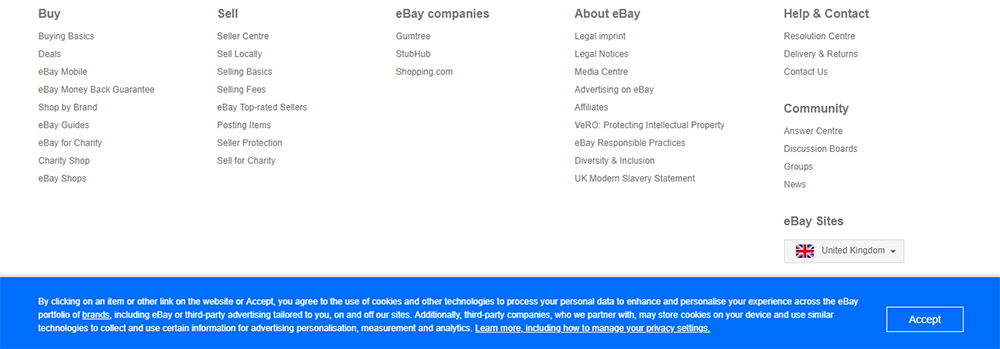 Buy
Buying Basics
Deals
eBay Mobile
eBay Money Back Guarantee
Shop by Brand
eBay Guides
eBay for Charity
Charity Shop
eBay Shops
Sell
Seller Centre
Sell Locally
Selling Basics
Selling Fees
eBay Top-rated Sellers
Posting Items
Seller Protection
Sell for Charity
eBay companies
Gumtree
StubHub
Shopping.com
About eBay
Legal imprint
Legal Notices
Media Centre
Advertising on eBay
Affiliates
VeRO: Protecting Intellectual Property
eBay Responsible Practices
Diversity & Inclusion
UK Modern Slavery Statement
Help & Contact
Resolution Centre
Delivery & Returns
Contact Us
Community
Answer Centre
Discussion Boards
Groups
News
eBay Sites
United Kingdom
By clicking on an item or other link on the website or Accept, you agree to the use of cookies and other technologies to process your personal data to enhance and personalise your experience across the eBay
portfolio of brands, including eBay or third-party advertising tailored to you, on and off our sites. Additionally, third-party companies, who we partner with, may store cookies on your device and use similar
technologies to collect and use certain information for advertising personalisation, measurement and analytics. Learn more, including how to manage your privacy settings.
Accept